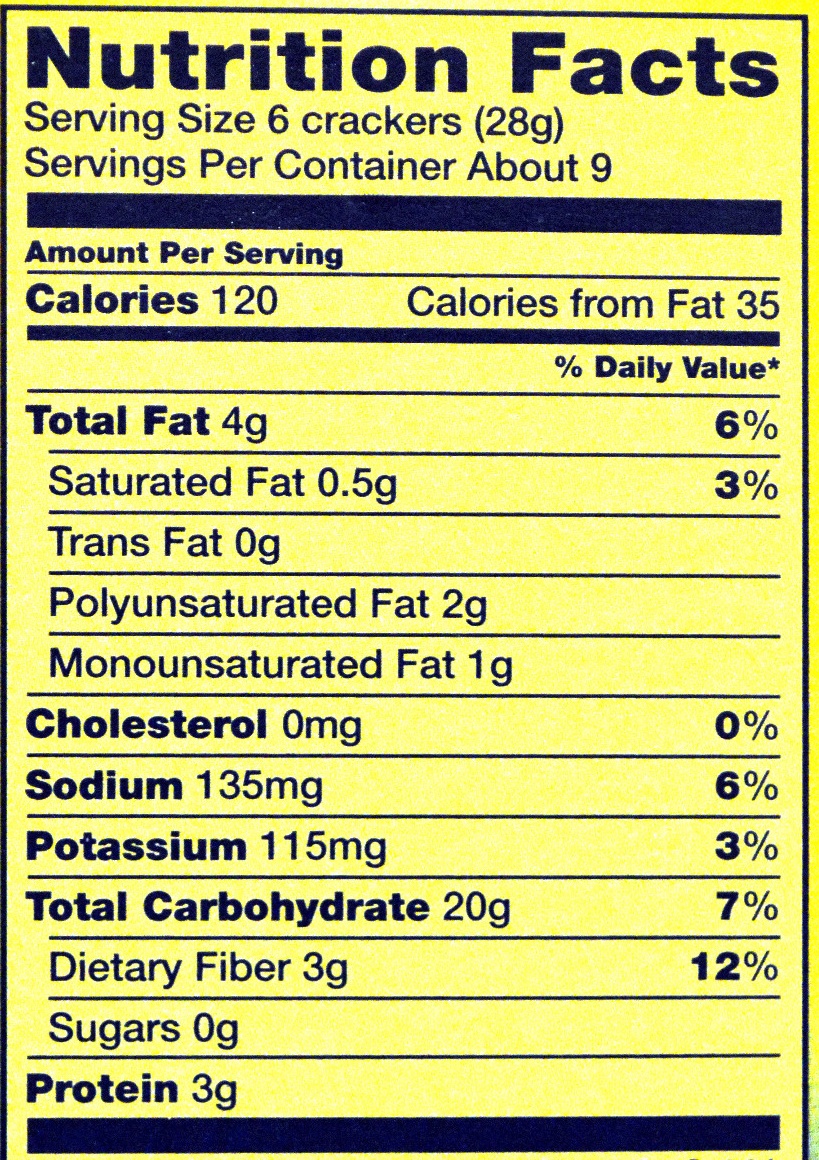 Nutrition Facts
Serving Size 6 crackers (28g)
Servings Per Container About 9
Amount Per Serving
Calories 120 Calories from Fat 35
% Daily Value*
Total Fat 4g 6%
Saturated Fat 0.5g 3%
Trans Fat 0g
Polyunsaturated Fat 2g
Monounsaturated Fat 1g
Cholesterol 0mg 0%
Sodium 135mg 6%
Potassium 115mg 3%
Total Carbohydrate 20g 7%
Dietary Fiber 3g 12%
Sugars 0g
Protein 3g